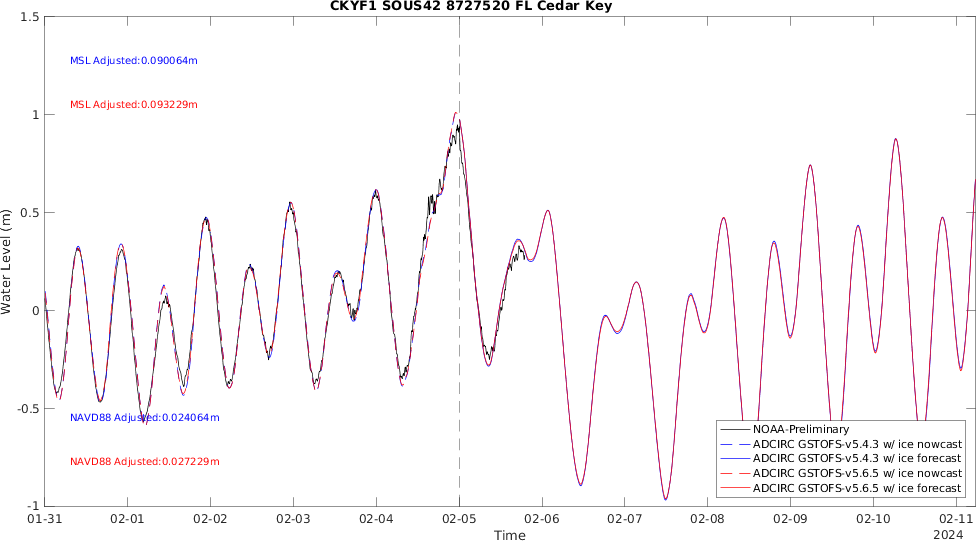 CKYF1 SOUS42 8727520 FL Cedar Key
1.5
MSL Adjusted:0.090064m
MSL Adjusted:0.093229m
1
0.5
Water Level (m)
0
-0.5
NAVD88 Adjusted:0.024064m
NAVD88 Adjusted:0.027229m
NOAA-Preliminary
ADCIRC GSTOFS-v5.4.3 w/ ice nowcast
ADCIRC GSTOFS-v5.4.3 w/ ice forecast
ADCIRC GSTOFS-v5.6.5 w/ ice nowcast
ADCIRC GSTOFS-v5.6.5 w/ ice forecast
-1
01-31 02-01 02-02 02-03 02-04 02-05 02-06 02-07 02-08 02-09 02-10 02-11
Time
2024